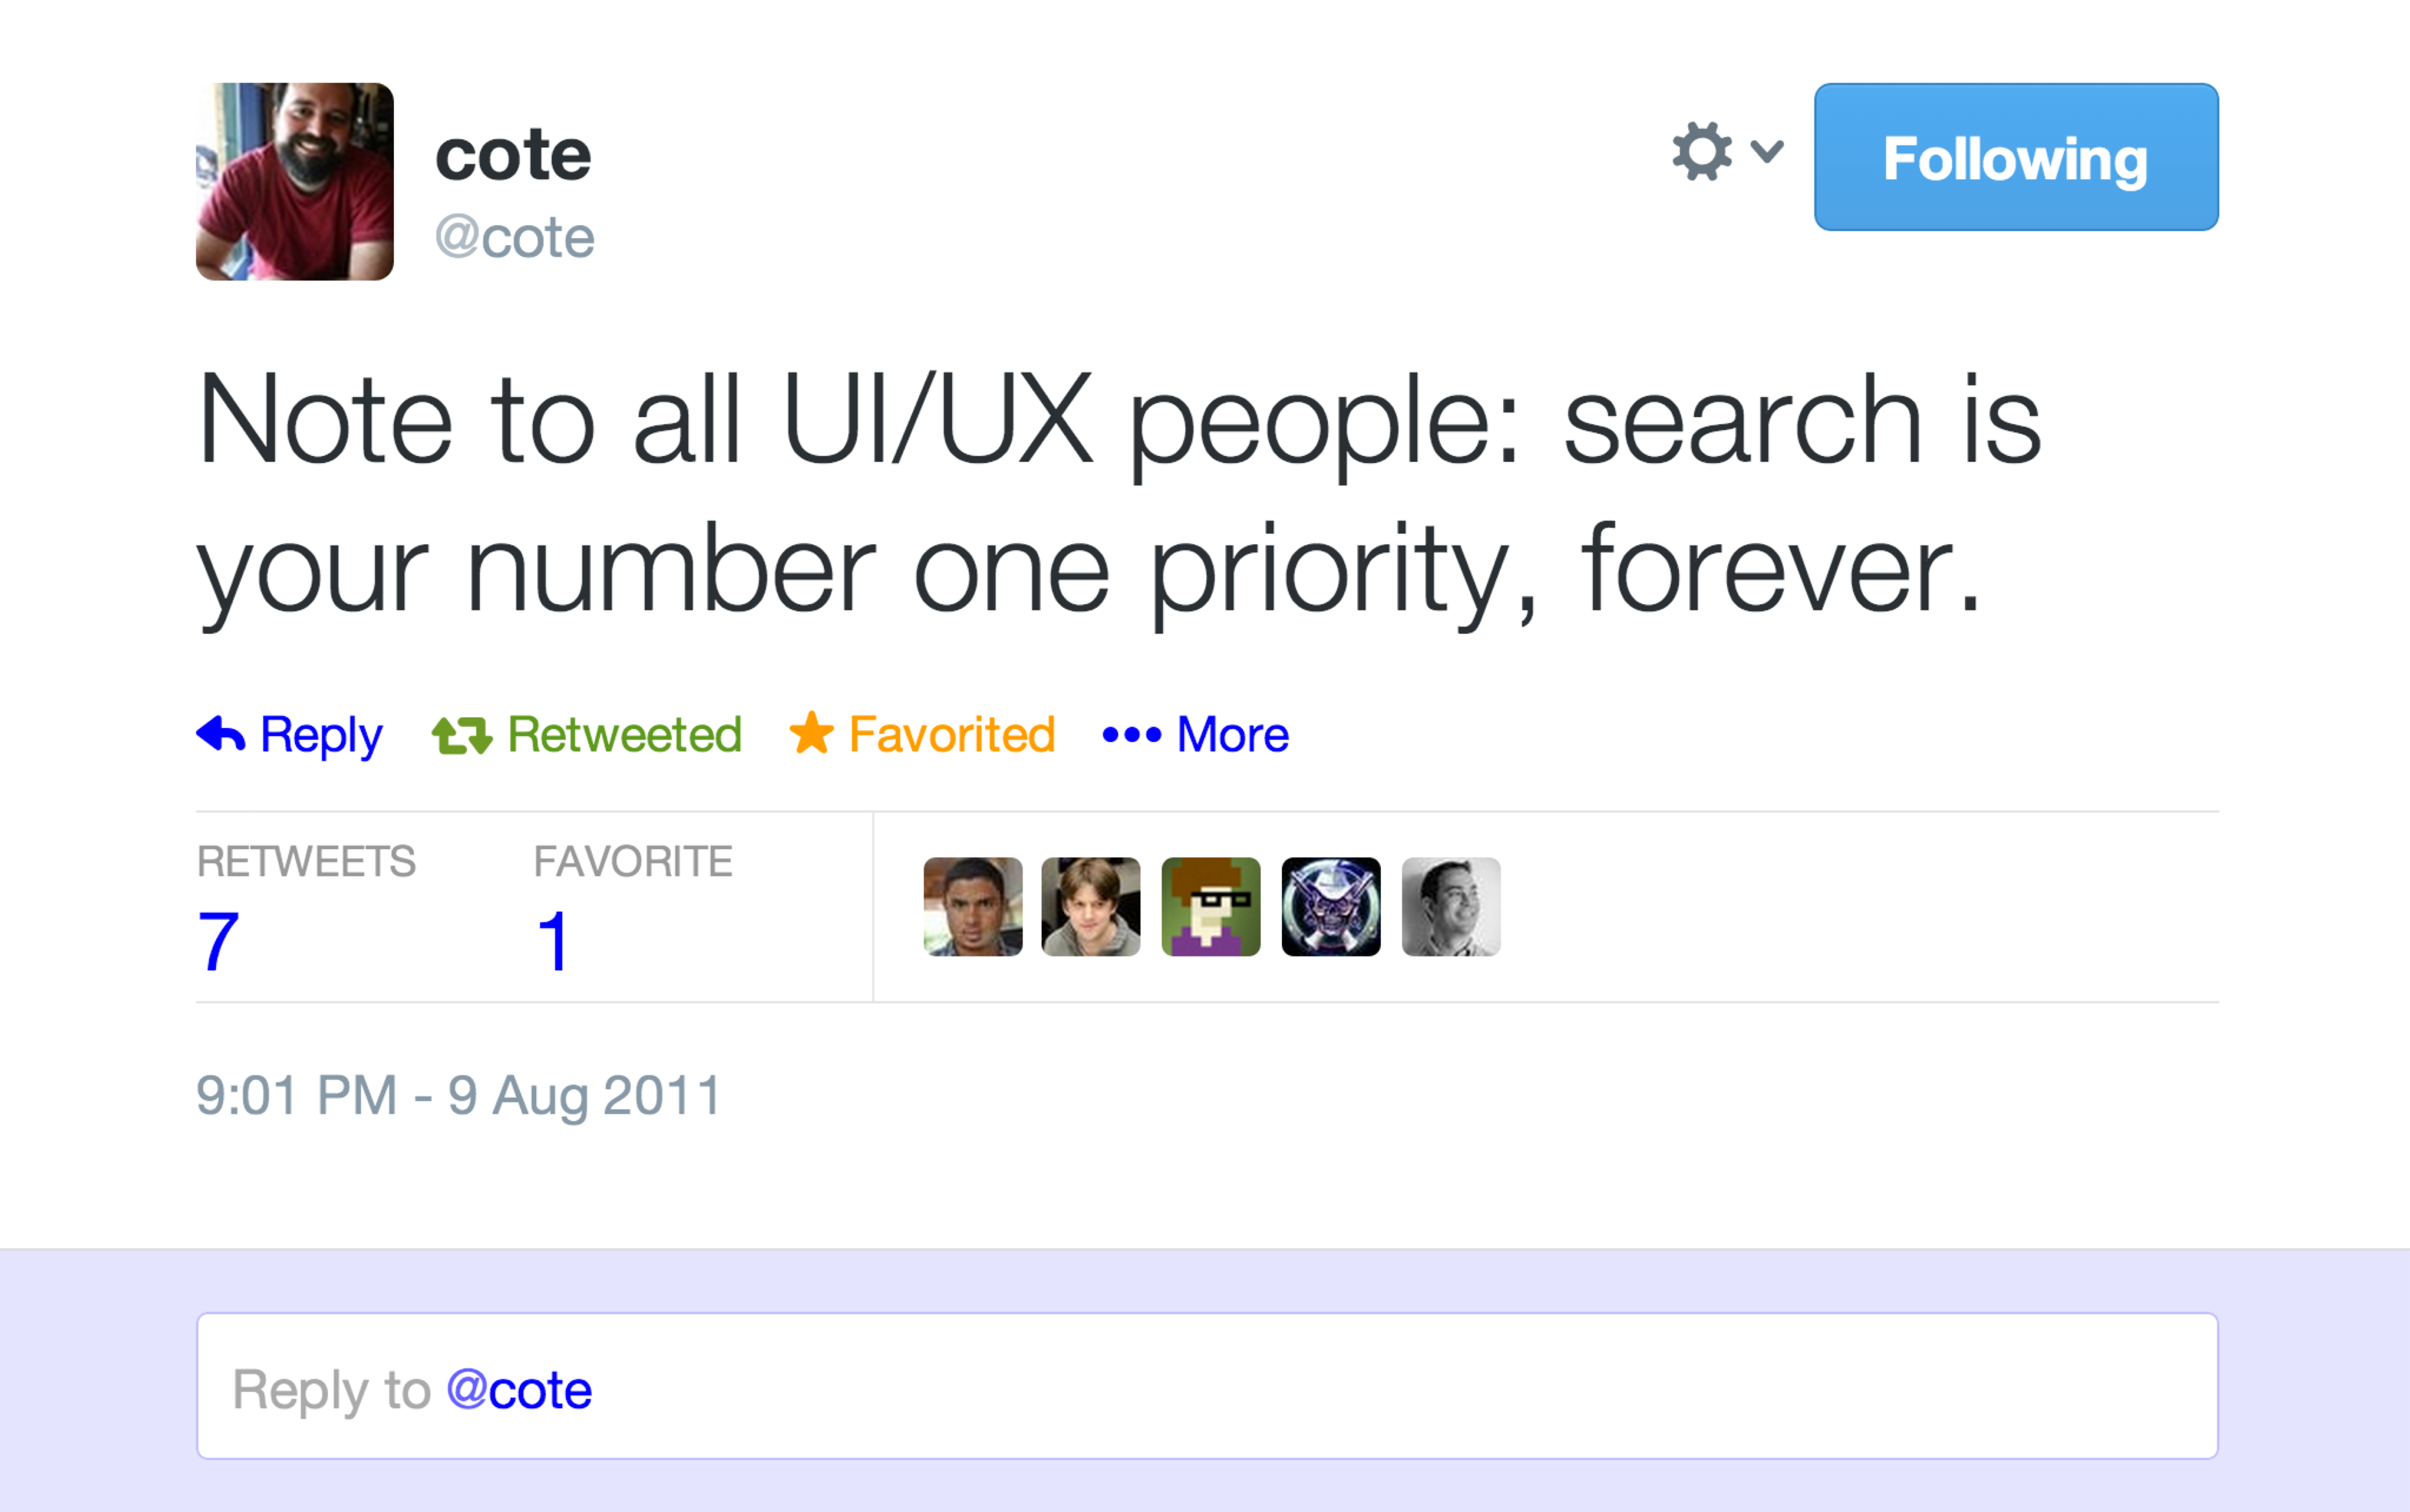 cote
@cote
Following
Note to all UI/UX people: search is
your number one priority, forever.
Reply Retweeted Favorited More
RETWEETS FAVORITE
7 1
9:01 PM - 9 Aug 2011
Reply to @cote